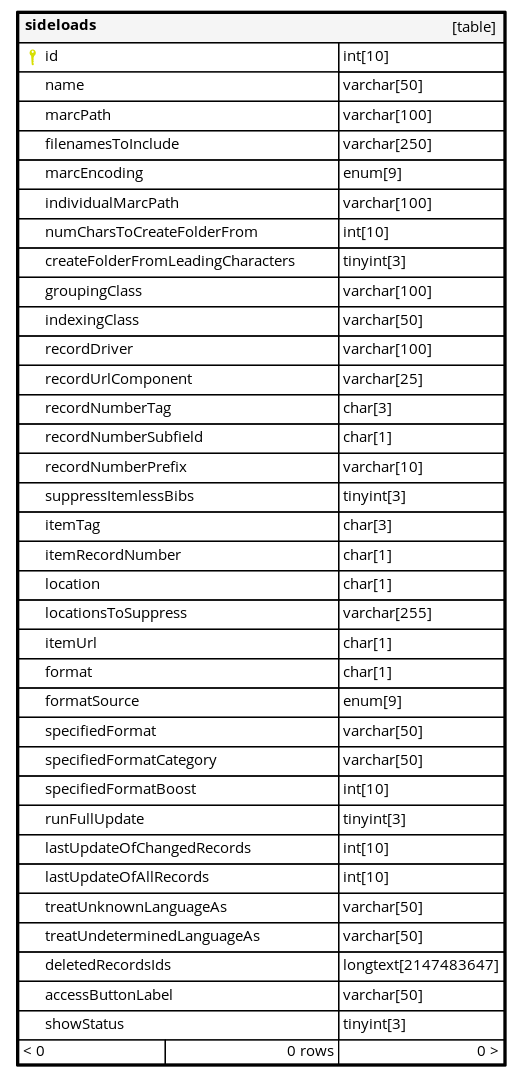 sideloads [table]
id int[10]
name varchar[50]
marcPath varchar[100]
filenamesToInclude varchar[250]
marcEncoding enum[9]
individualMarcPath varchar[100]
numCharsToCreateFolderFrom int[10]
createFolderFromLeadingCharacters tinyint[3]
groupingClass varchar[100]
indexingClass varchar[50]
recordDriver varchar[100]
recordUrlComponent varchar[25]
recordNumberTag char[3]
recordNumberSubfield char[1]
recordNumberPrefix varchar[10]
suppressItemlessBibs tinyint[3]
itemTag char[3]
itemRecordNumber char[1]
location char[1]
locationsToSuppress varchar[255]
itemUrl char[1]
format char[1]
formatSource enum[9]
specifiedFormat varchar[50]
specifiedFormatCategory varchar[50]
specifiedFormatBoost int[10]
runFullUpdate tinyint[3]
lastUpdateOfChangedRecords int[10]
lastUpdateOfAllRecords int[10]
treatUnknownLanguageAs varchar[50]
treatUndeterminedLanguageAs varchar[50]
deletedRecordsIds longtext[2147483647]
accessButtonLabel varchar[50]
showStatus tinyint[3]
< 0 0 rows 0 >